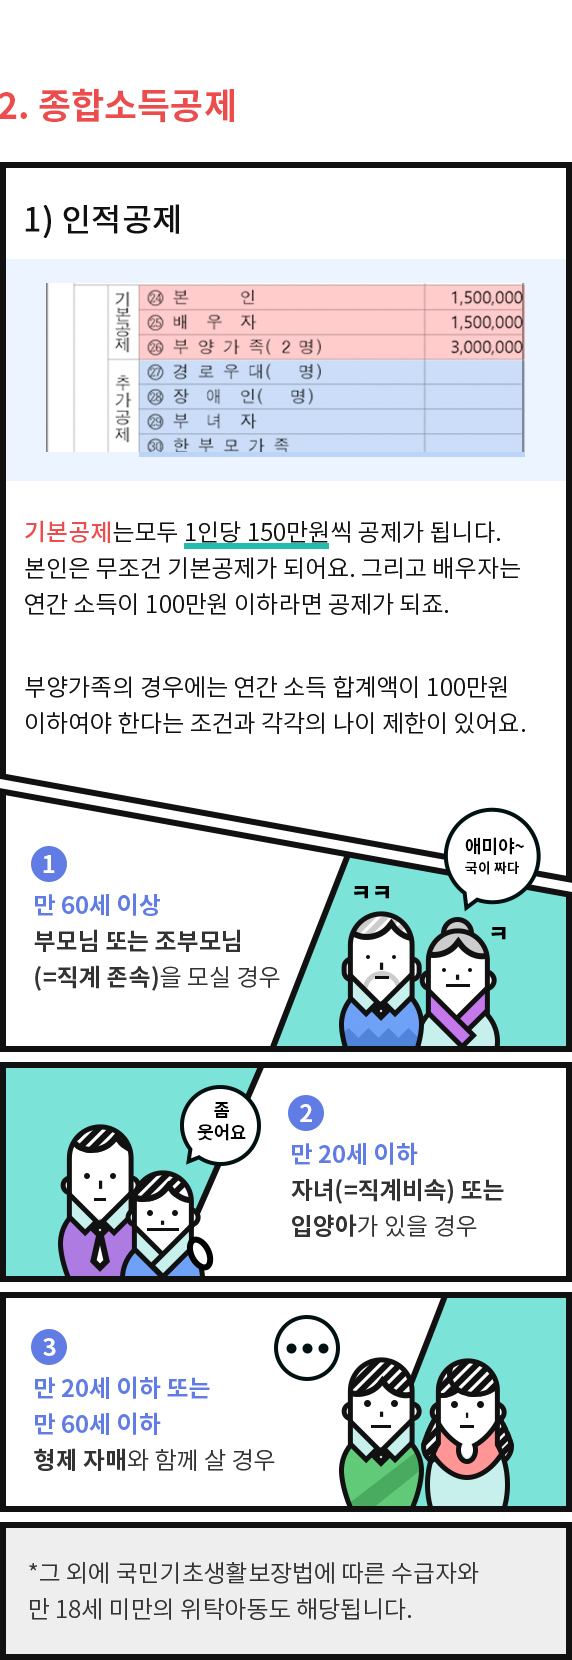 2. 종합소득공제
1) 인적공제
기본공제
㉔ 본 인 1,500,000
㉕ 배 우 자 1,500,000
㉖ 부 양 가 족( 2 명) 3,000,000
추가공제
㉗ 경 로 우 대( 명)
㉘ 장 애 인( 명)
㉙ 부 녀 자
㉚ 한 부 모 가 족
기본공제는모두 1인당 150만원씩 공제가 됩니다.
본인은 무조건 기본공제가 되어요. 그리고 배우자는
연간 소득이 100만원 이하라면 공제가 되죠.
부양가족의 경우에는 연간 소득 합계액이 100만원
이하여야 한다는 조건과 각각의 나이 제한이 있어요.
1
만 60세 이상
부모님 또는 조부모님
(=직계 존속)을 모실 경우
애미야~
국이 짜다
ㅋㅋ
ㅋ
좀
웃어요
2
만 20세 이하
자녀(=직계비속) 또는
입양아가 있을 경우
3
만 20세 이하 또는
만 60세 이하
형제 자매와 함께 살 경우
•••
*그 외에 국민기초생활보장법에 따른 수급자와
만 18세 미만의 위탁아동도 해당됩니다.